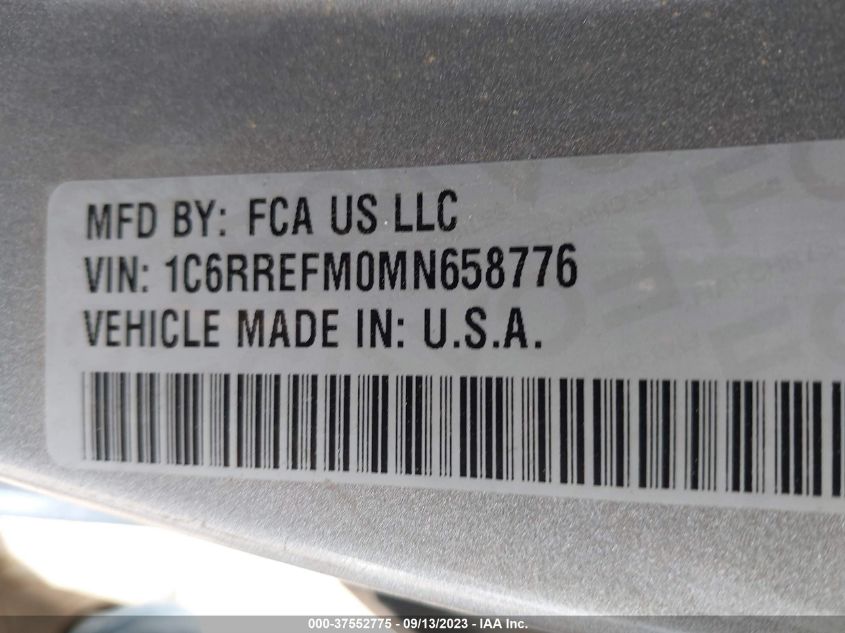 MFD BY: FCA US LLC
VIN: 1C6RREFM0MN658776
VEHICLE MADE IN: U.S.A.
000-37552775 - 09/13/2023 - IAA Inc.